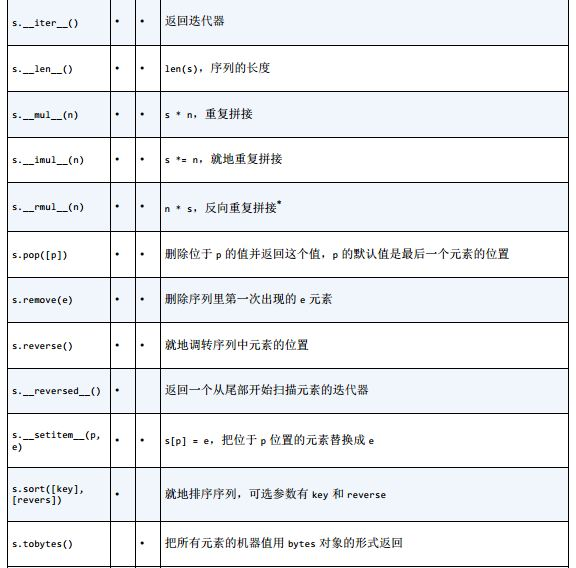 s.__iter__() • • 返回迭代器
s.__len__() • • len(s)，序列的长度
s.__mul__(n) • • s * n，重复拼接
s.__imul__(n) • • s *= n，就地重复拼接
s.__rmul__(n) • • n * s，反向重复拼接*
s.pop([p]) • • 删除位于 p 的值并返回这个值，p 的默认值是最后一个元素的位置
s.remove(e) • • 删除序列里第一次出现的 e 元素
s.reverse() • • 就地调转序列中元素的位置
s.__reversed__() • 返回一个从尾部开始扫描元素的迭代器
s.__setitem__(p,
e) • • s[p] = e，把位于 p 位置的元素替换成 e
s.sort([key],
[revers]) • 就地排序序列，可选参数有 key 和 reverse
s.tobytes() • 把所有元素的机器值用 bytes 对象的形式返回